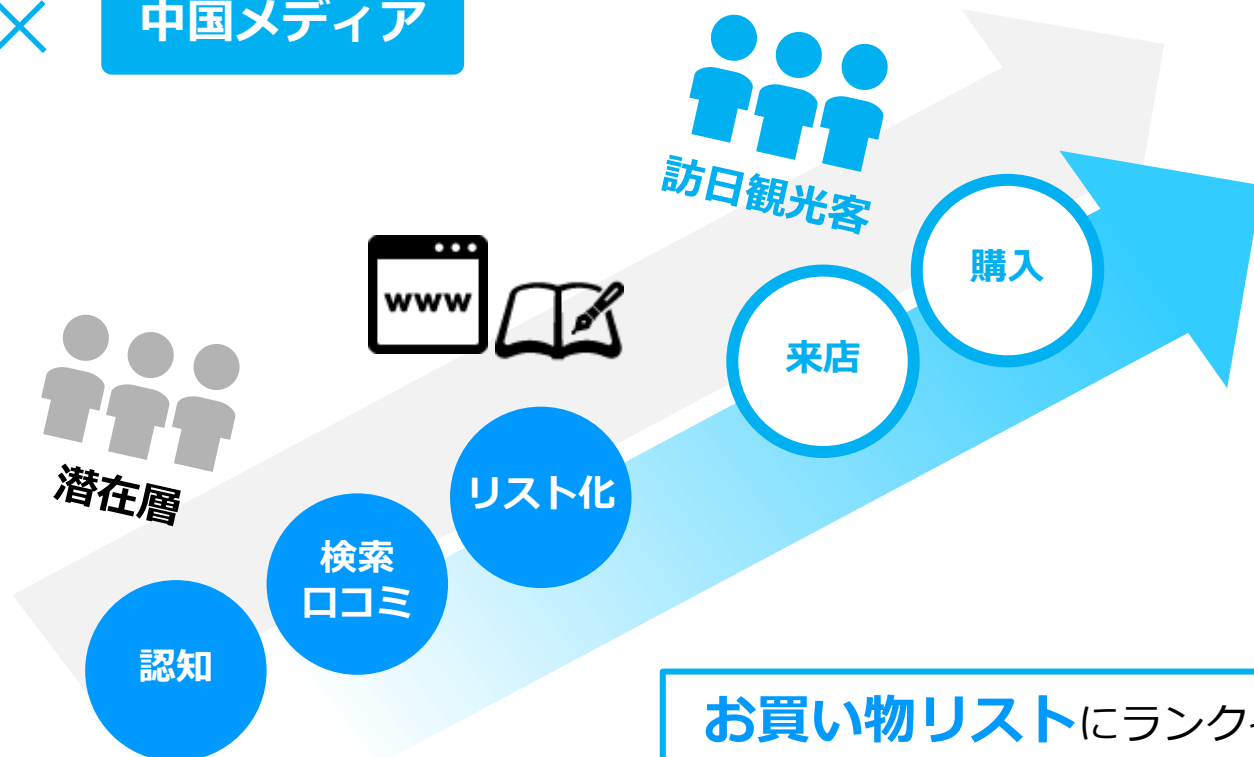 中国メディア
訪日観光客
購入
www
来店
潜在層
リスト化
検索
口コミ
認知
お買い物リストにランク